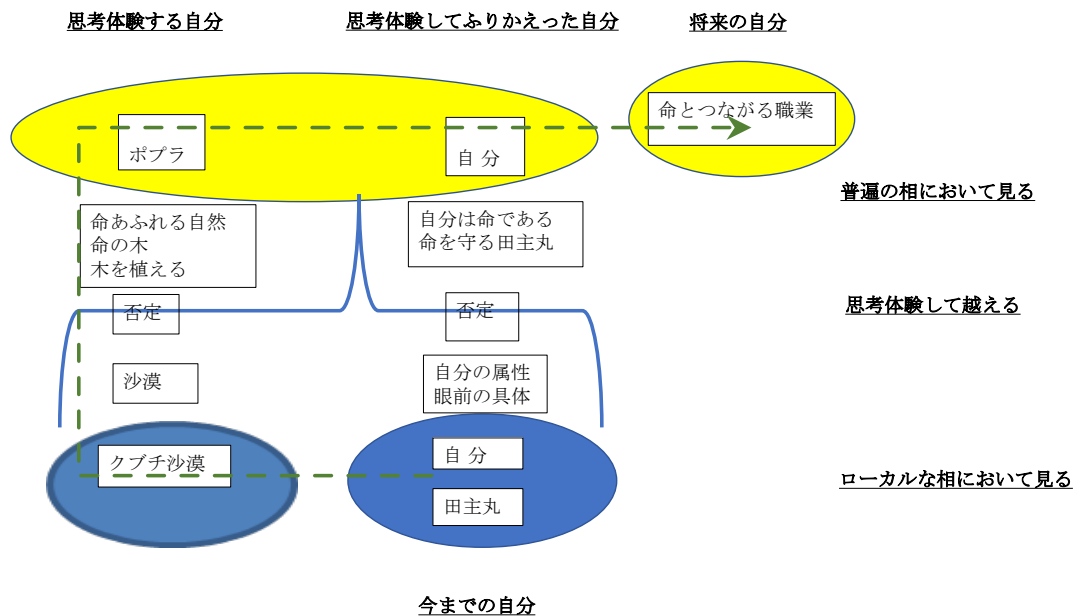 思考体験する自分
思考体験してふりかえった自分
将来の自分
命とつながる職業
ポプラ
自 分
普遍の相において見る
命あふれる自然
命の木
木を植える
自分は命である
命を守る田主丸
否定
否定
思考体験して越える
沙漠
自分の属性
眼前の具体
クブチ沙漠
自 分
田主丸
ローカルな相において見る
今までの自分